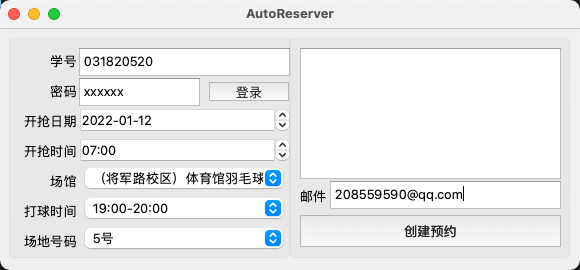 AutoReserver
学号 031820520
密码 xxxxxx 登录
开抢日期 2022-01-12
开抢时间 07:00
场馆 （将军路校区）体育馆羽毛球
打球时间 19:00-20:00
场地号码 5号
邮件 208559590@qq.com
创建预约